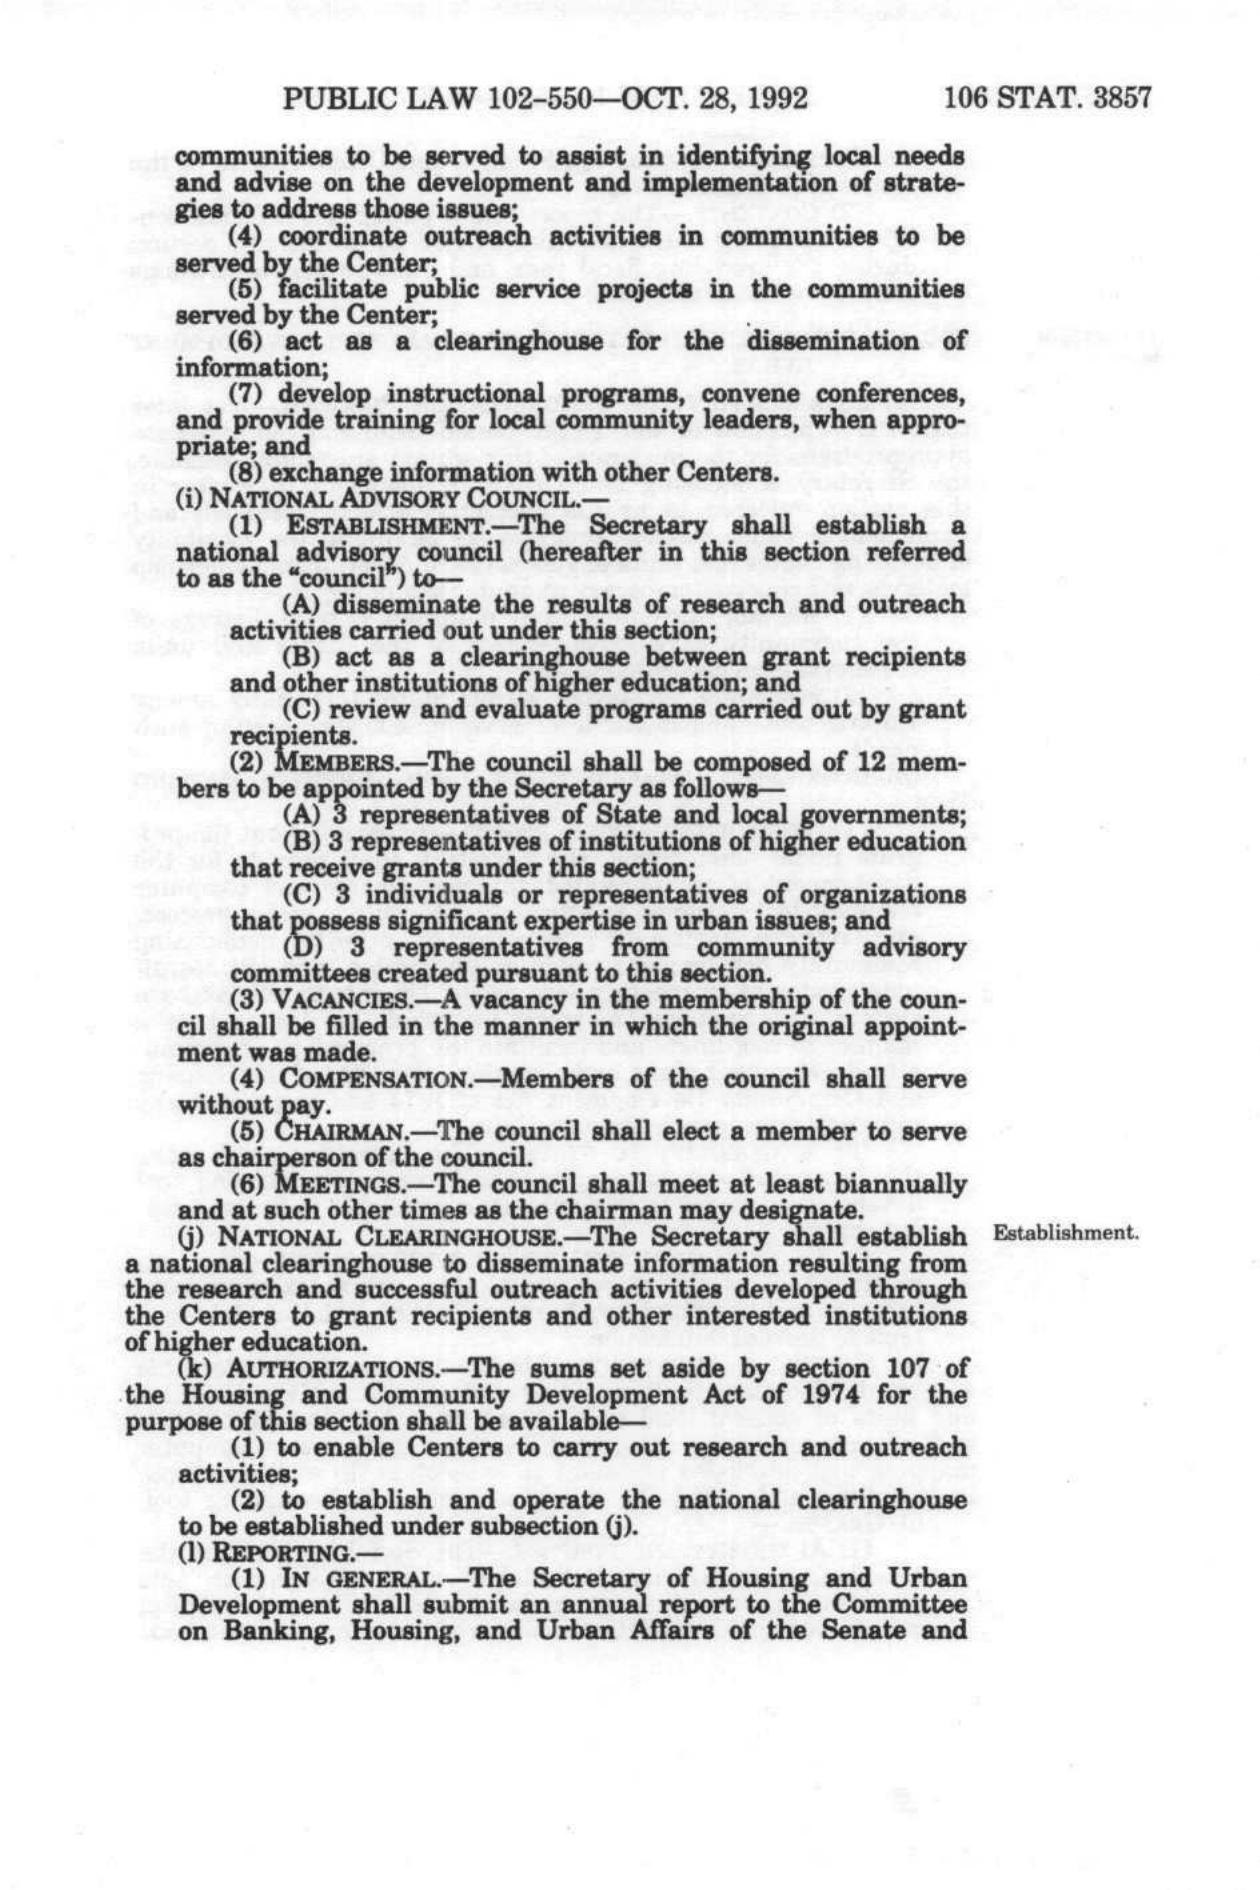 PUBLIC LAW 102–550—OCT. 28, 1992 106 STAT. 3857
communities to be served to assist in identifying local needs
and advise on the development and implementation of strate-
gies to address those issues;
(4) coordinate outreach activities in communities to be
served by the Center;
(5) facilitate public service projects in the communities
served by the Center;
(6) act as a clearinghouse for the dissemination of
information;
(7) develop instructional programs, convene conferences,
and provide training for local community leaders, when appro-
priate; and
(8) exchange information with other Centers.
(i) NATIONAL ADVISORY COUNCIL.—
(1) ESTABLISHMENT.—The Secretary shall establish a
national advisory council (hereafter in this section referred
to as the "council") to—
(A) disseminate the results of research and outreach
activities carried out under this section;
(B) act as a clearinghouse between grant recipients
and other institutions of higher education; and
(C) review and evaluate programs carried out by grant
recipients.
(2) MEMBERS.—The council shall be composed of 12 mem-
bers to be appointed by the Secretary as follows—
(A) 3 representatives of State and local governments;
(B) 3 representatives of institutions of higher education
that receive grants under this section;
(C) 3 individuals or representatives of organizations
that possess significant expertise in urban issues; and
(D) 3 representatives from community advisory
committees created pursuant to this section.
(3) VACANCIES.—A vacancy in the membership of the coun-
cil shall be filled in the manner in which the original appoint-
ment was made.
(4) COMPENSATION.—Members of the council shall serve
without pay.
(5) CHAIRMAN.—The council shall elect a member to serve
as chairperson of the council.
(6) MEETINGS.—The council shall meet at least biannually
and at such other times as the chairman may designate.
(j) NATIONAL CLEARINGHOUSE.—The Secretary shall establish Establishment.
a national clearinghouse to disseminate information resulting from
the research and successful outreach activities developed through
the Centers to grant recipients and other interested institutions
of higher education.
(k) AUTHORIZATIONS.—The sums set aside by section 107 of
the Housing and Community Development Act of 1974 for the
purpose of this section shall be available—
(1) to enable Centers to carry out research and outreach
activities;
(2) to establish and operate the national clearinghouse
to be established under subsection (j).
(l) REPORTING.—
(1) IN GENERAL.—The Secretary of Housing and Urban
Development shall submit an annual report to the Committee
on Banking, Housing, and Urban Affairs of the Senate and